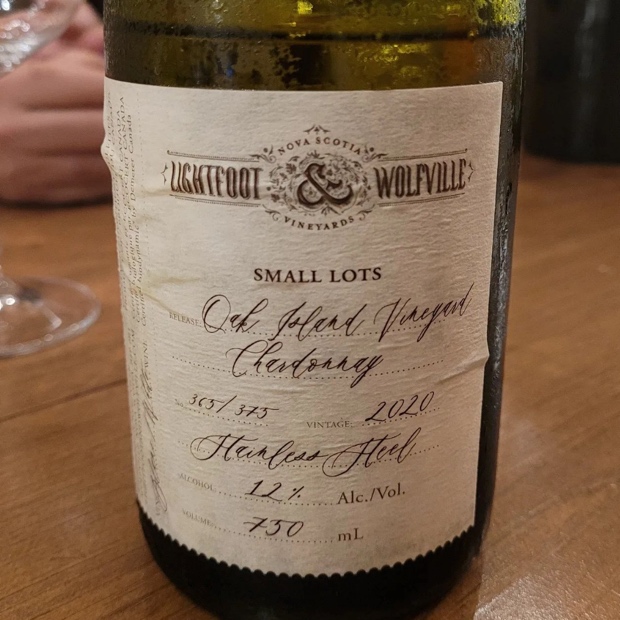 NOVA SCOTIA
LIGHTFOOT & WOLFVILLE
VINEYARDS
SMALL LOTS
RELEASE: Oak Island Vineyard
Chardonnay
365/375 VINTAGE: 2020
Stainless Steel
ALCOHOL: 12% Alc./Vol.
VOLUME: 750 mL